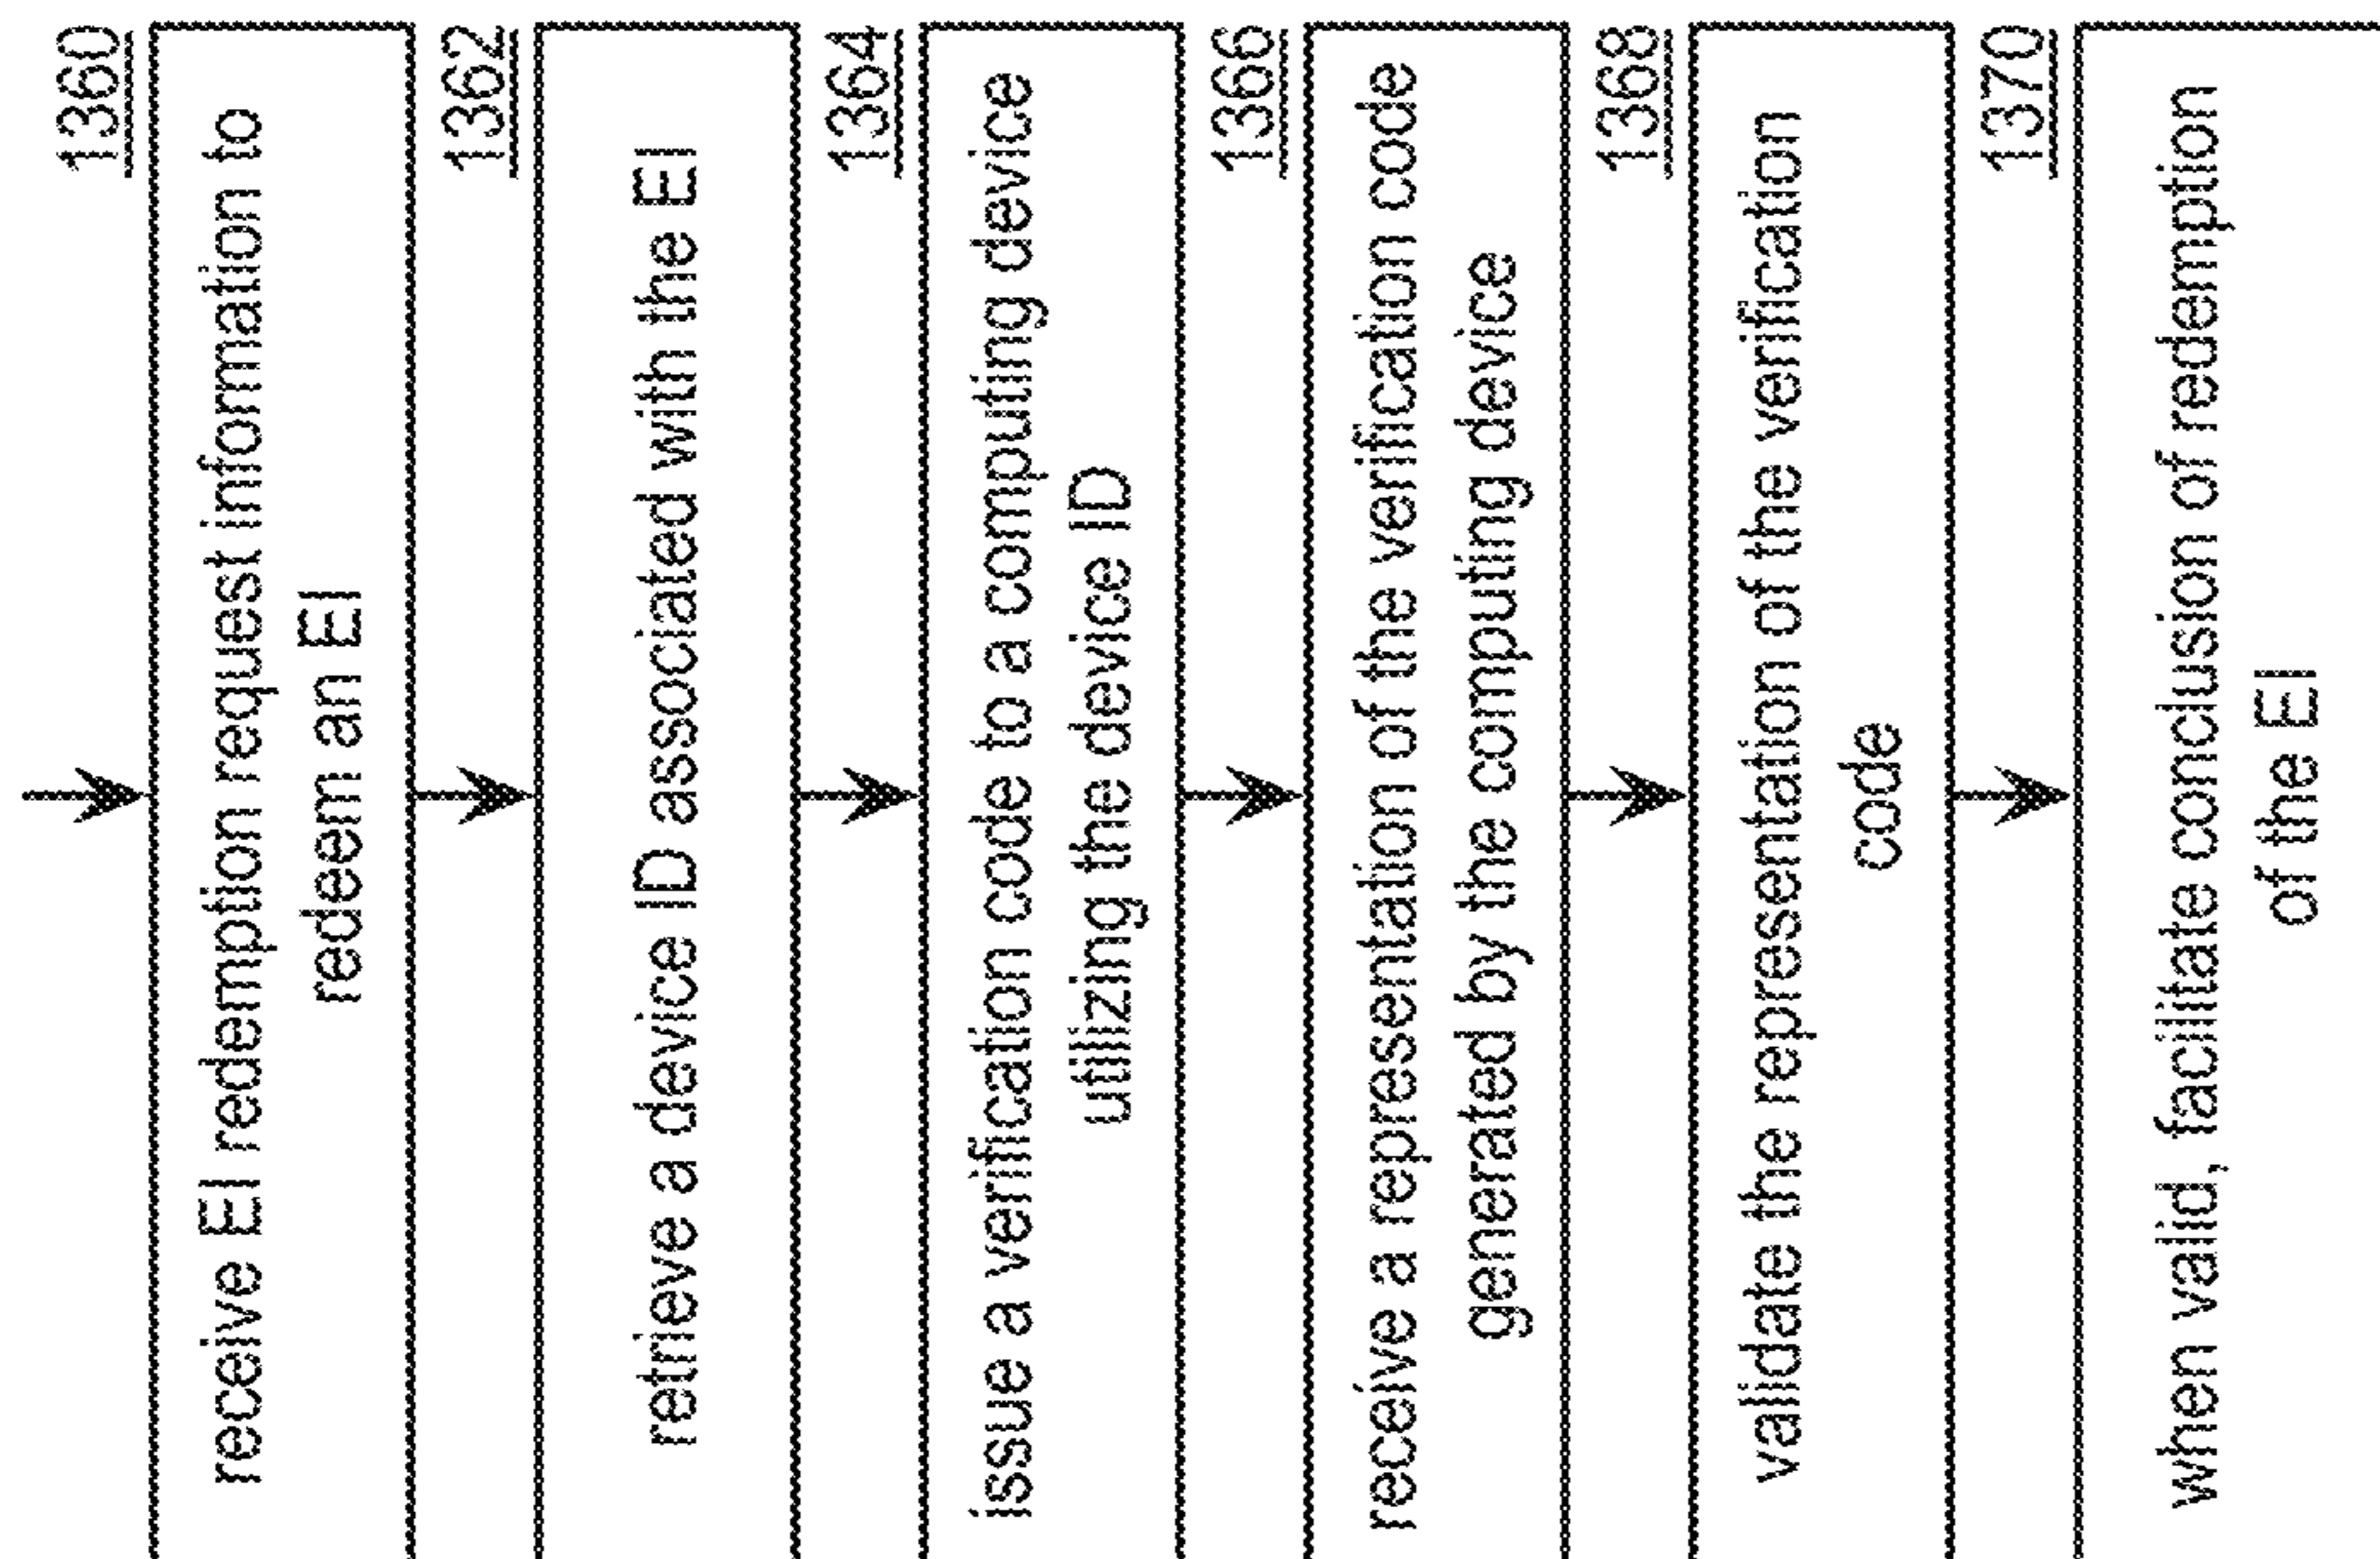 1360
receive EI redemption request information to
redeem an EI
1362
retrieve a device ID associated with the EI
1364
issue a verification code to a computing device
utilizing the device ID
1366
receive a representation of the verification code
generated by the computing device
1368
validate the representation of the verification
code
1370
when valid, facilitate conclusion of redemption
of the EI